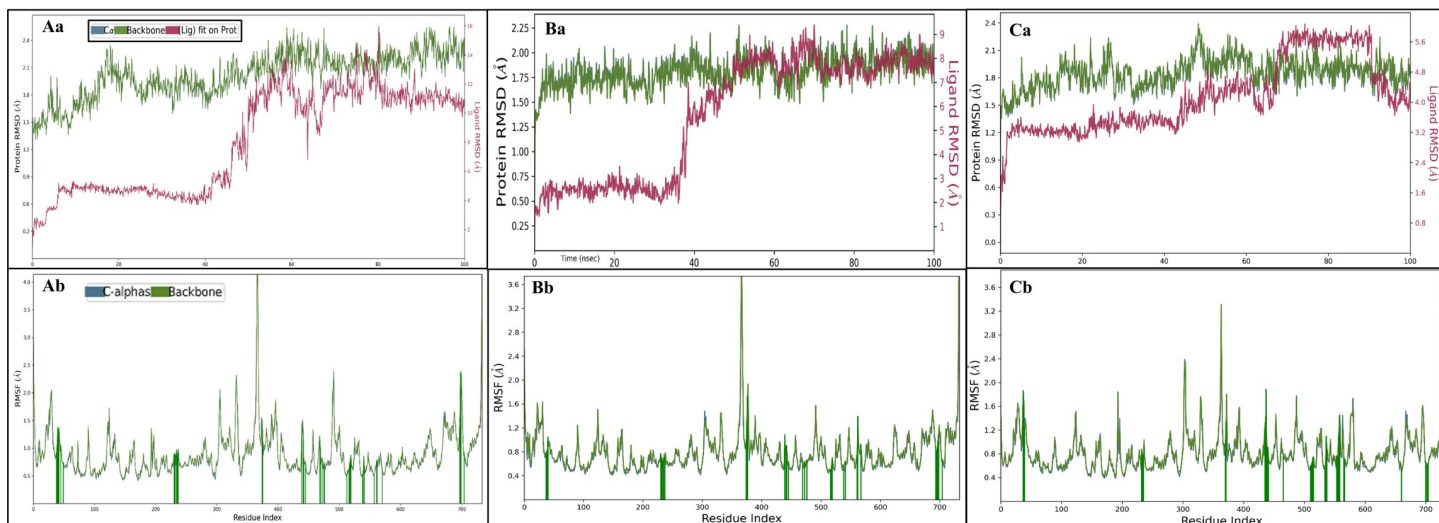 Aa
Cα Backbone (Lig) fit on Prot
Protein RMSD (Å)
2.4
2.1
1.8
1.5
1.2
0.9
0.6
0.3
16
14
12
10
8
6
4
2
Ligand RMSD (Å)
0 20 40 60 80 100
Ba
Protein RMSD (Å)
2.25
2.00
1.75
1.50
1.25
1.00
0.75
0.50
0.25
9
8
7
6
5
4
3
2
1
Ligand RMSD (Å)
0 20 40 60 80 100
Time (nsec)
Ca
Protein RMSD (Å)
2.4
2.1
1.8
1.5
1.2
0.9
0.6
0.3
0.0
5.6
4.8
4.0
3.2
2.4
1.6
0.8
Ligand RMSD (Å)
0 20 40 60 80 100
Ab
C-alphas Backbone
RMSF (Å)
4.0
3.5
3.0
2.5
2.0
1.5
1.0
0.5
0 100 200 300 400 500 600 700
Residue Index
Bb
RMSF (Å)
3.6
3.2
2.8
2.4
2.0
1.6
1.2
0.8
0.4
0 100 200 300 400 500 600 700
Residue Index
Cb
RMSF (Å)
3.6
3.2
2.8
2.4
2.0
1.6
1.2
0.8
0.4
0 100 200 300 400 500 600 700
Residue Index